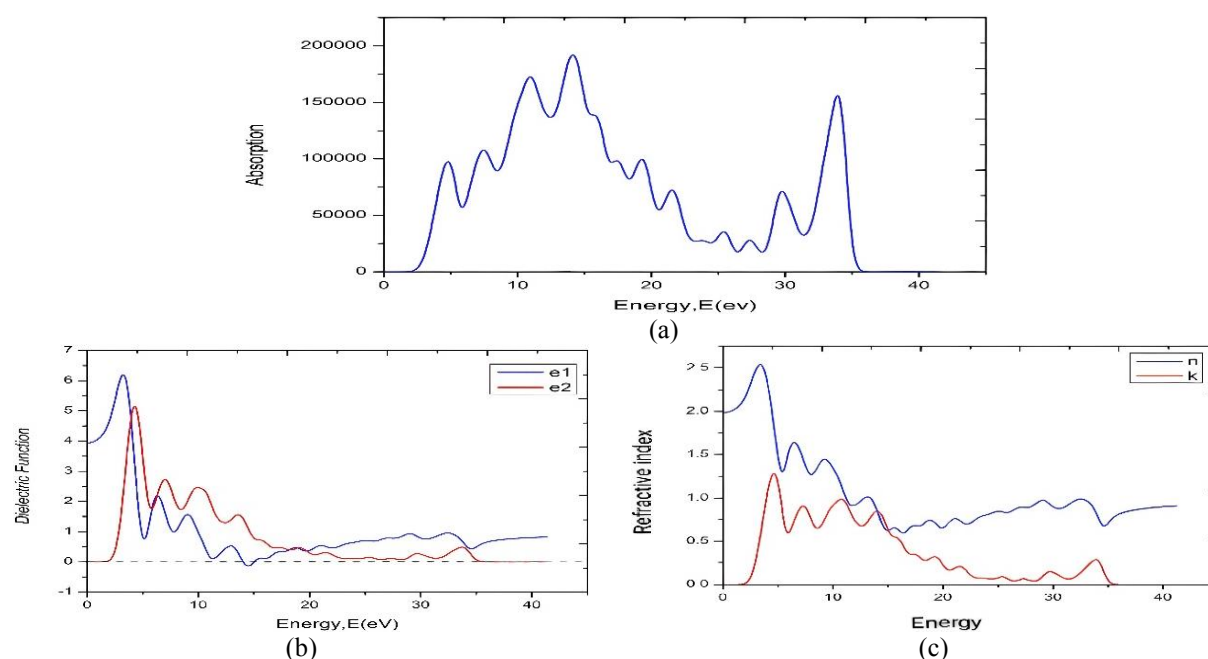 200000
150000
100000
50000
0
Absorption
0 10 20 30 40
Energy,E(ev)
(a)
7
6
5
4
3
2
1
0
-1
Dielectric Function
e1
e2
0 10 20 30 40
Energy,E(eV)
(b)
2.5
2.0
1.5
1.0
0.5
0 0
Refractive index
n
k
0 10 20 30 40
Energy
(c)